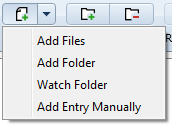 Add Files
Add Folder
Watch Folder
Add Entry Manually